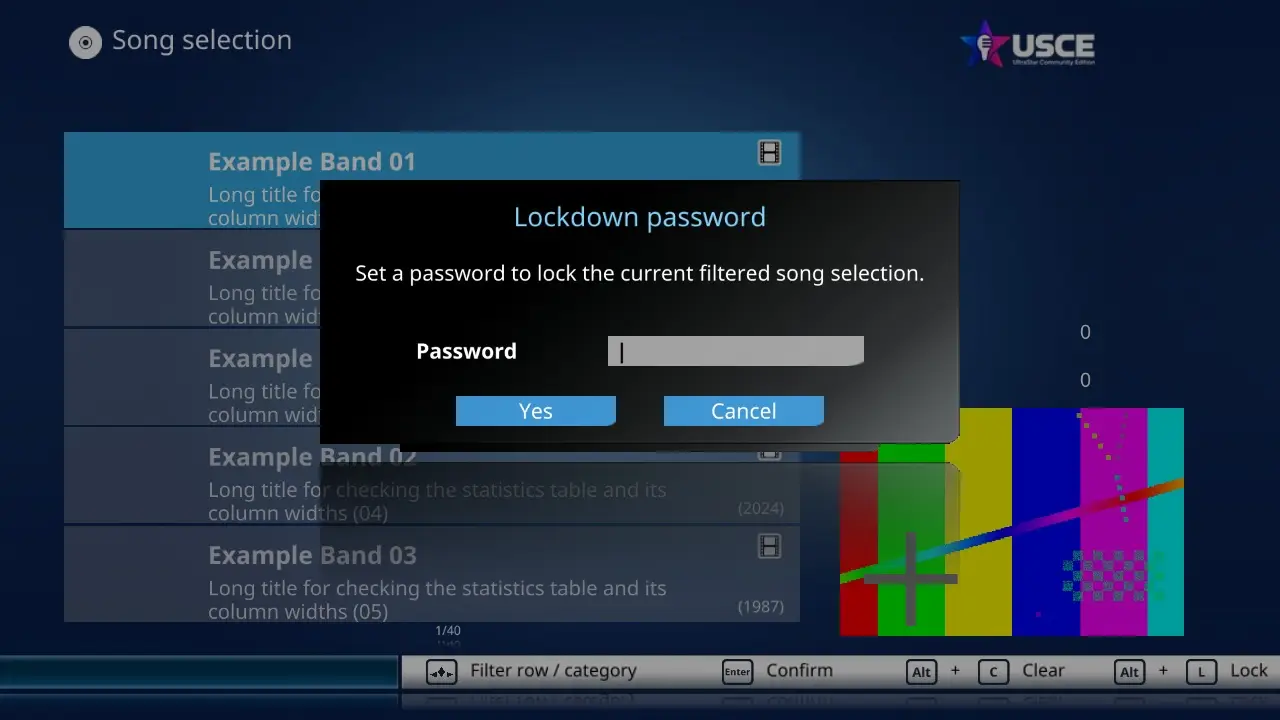 Song selection
USCE
UltraStar Community Edition
Example Band 01
Long title fo
column widt
Lockdown password
Set a password to lock the current filtered song selection.
Password
Yes
Cancel
Example
Long title fo
column widt
Example
Long title fo
column widt
0
0
Example Band 02
Long title for checking the statistics table and its
column widths (04)
(2024)
Example Band 03
Long title for checking the statistics table and its
column widths (05)
(1987)
1/40
Filter row / category
Enter
Confirm
Alt + C Clear
Alt + L Lock